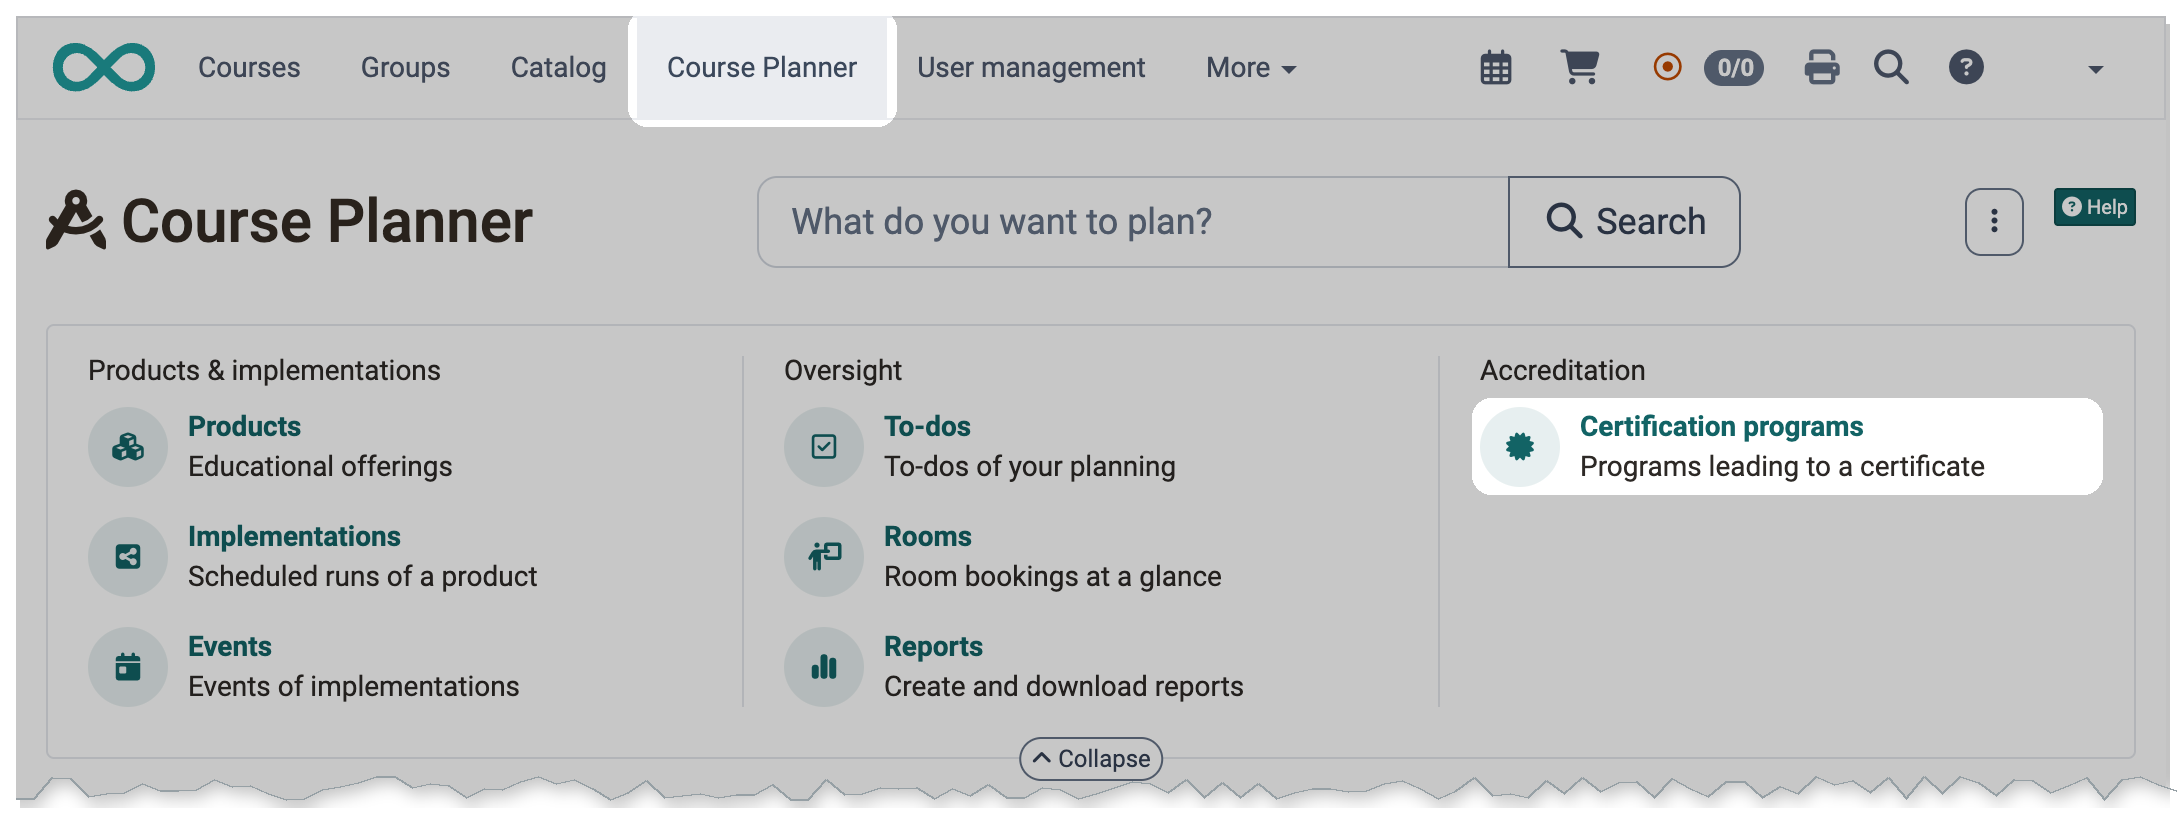 Courses Groups Catalog Course Planner User management More 0/0
Course Planner What do you want to plan? Search Help
Products & implementations
Products
Educational offerings
Implementations
Scheduled runs of a product
Events
Events of implementations
Oversight
To-dos
To-dos of your planning
Rooms
Room bookings at a glance
Reports
Create and download reports
Accreditation
Certification programs
Programs leading to a certificate
Collapse